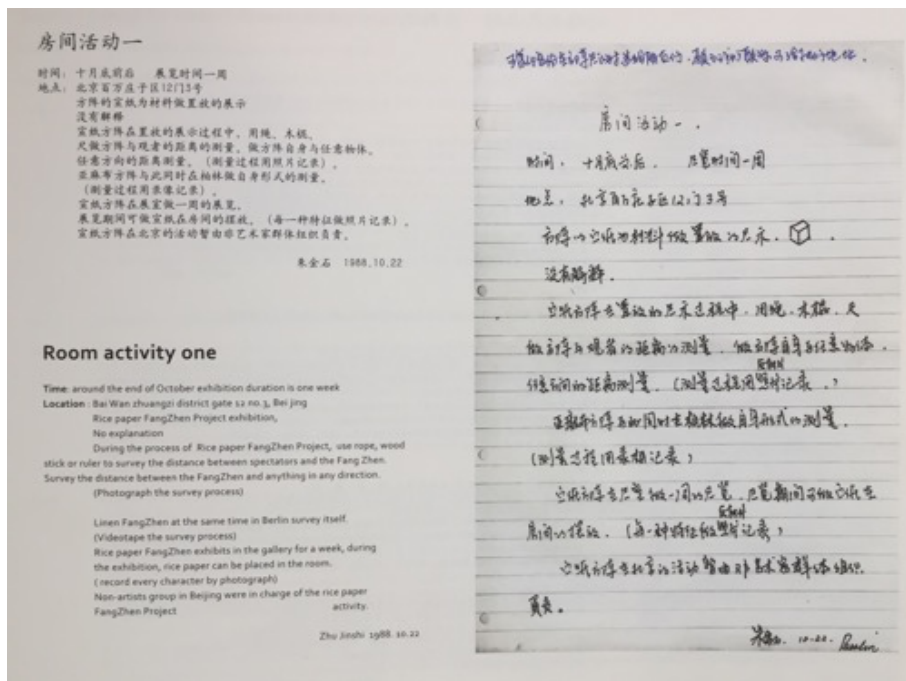 房间活动一
时间: 十月底前后 展览时间一周
地点: 北京百万庄子区12门3号
方阵的宣纸为材料做置放的展示
没有解释
宣纸方阵在置放的展示过程中，用绳、木棍、
尺做方阵与观者的距离的测量。做方阵自身与任意物体，
任意方向的距离测量。（测量过程用照片记录）。
亚麻布方阵与此同时在柏林做自身形式的测量。
（测量过程用录像记录）。
宣纸方阵在展室做一周的展览。
展览期间可做宣纸在房间的摆放。（每一种特征做照片记录）。
宣纸方阵在北京的活动暂由非艺术家群体组织负责。
朱金石 1988.10.22
Room activity one
Time: around the end of October exhibition duration is one week
Location : Bai Wan zhuangzi district gate 12 no.3, Bei jing
Rice paper FangZhen Project exhibition,
No explanation
During the process of Rice paper FangZhen Project, use rope, wood
stick or ruler to survey the distance between spectators and the Fang Zhen.
Survey the distance between the FangZhen and anything in any direction.
(Photograph the survey process)
Linen FangZhen at the same time in Berlin survey itself.
(Videotape the survey process)
Rice paper FangZhen exhibits in the gallery for a week, during
the exhibition, rice paper can be placed in the room.
( record every character by photograph)
Non-artists group in Beijing were in charge of the rice paper
FangZhen Project activity.
Zhu Jinshi 1988.10.22
房间活动一.
时间: 十月底前后. 展览时间一周
地点: 北京百万庄子区12门3号
方阵以宣纸为材料做置放的展示.
没有解释.
宣纸方阵在置放的展示过程中. 用绳. 木棍. 尺
做方阵与观者的距离的测量. 做方阵自身与任意物体.
任意方向的距离测量. (测量过程用照片记录.)
亚麻布方阵与此同时在柏林做自身形式的测量.
(测量过程用录相记录)
宣纸方阵在展室做一周的展览. 展览期间可做宣纸在
房间的摆放. (每一种特征做照片记录)
宣纸方阵在北京的活动暂由非艺术家群体组织
负责。
朱金石. 10-22. Berlin